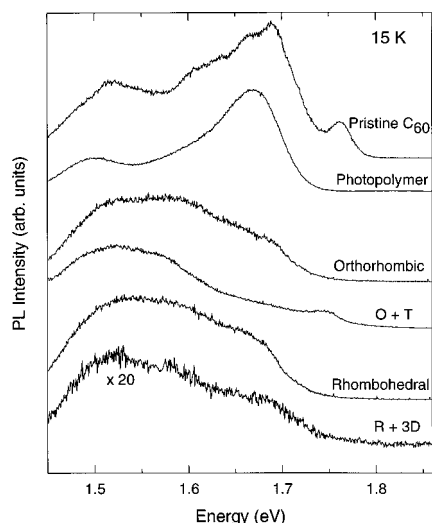 15 K
Pristine C60
Photopolymer
Orthorhombic
O + T
Rhombohedral
x 20
R + 3D
PL Intensity (arb. units)
1.5 1.6 1.7 1.8
Energy (eV)